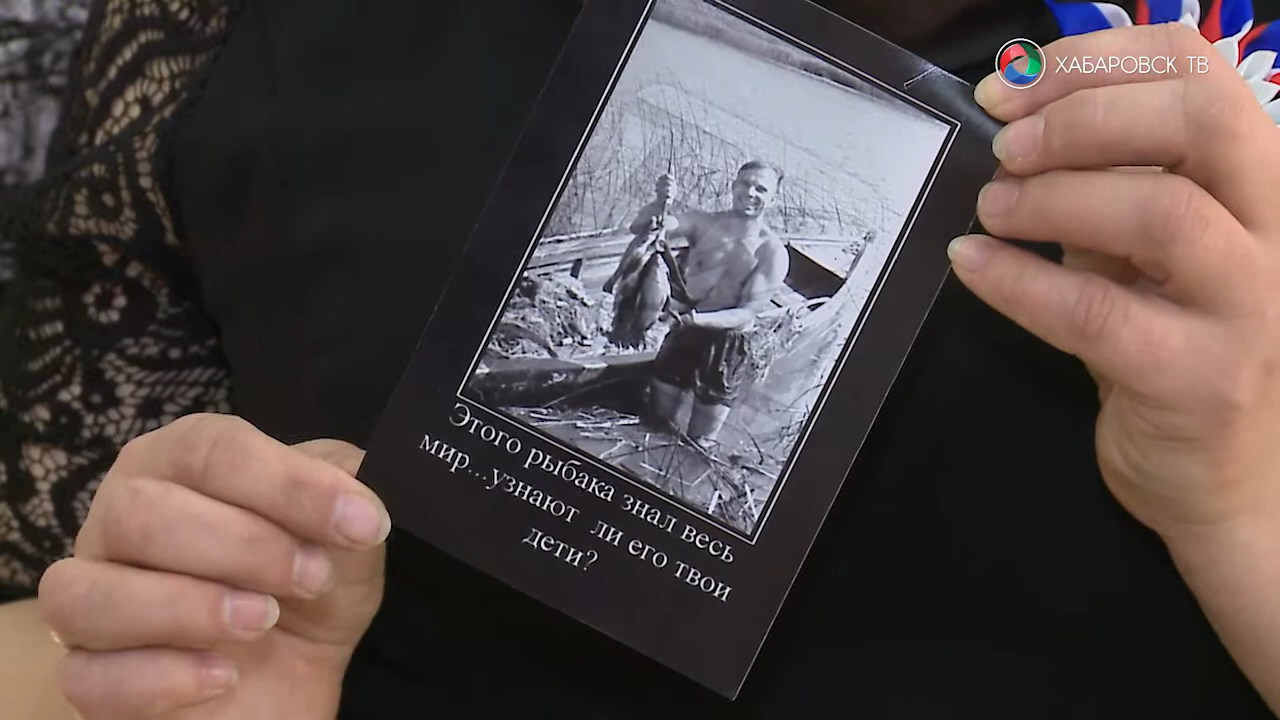 ХАБАРОВСК ТВ
Этого рыбака знал весь
мир...узнают ли его твои
дети?